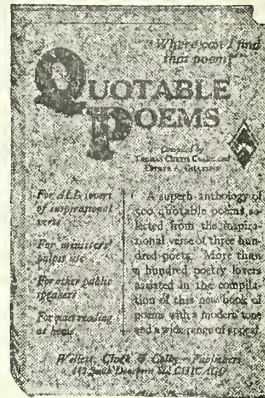 "Where can I find
that poem?"
QUOTABLE
POEMS
Compiled by
THOMAS CURTIS CLARK and
ESTHER A. GILLESPIE
For ALL lovers
of inspirational
verse
For ministers'
pulpit use
For other public
speakers
For quiet reading
at home
A superb anthology of
500 quotable poems, se-
lected from the inspira-
tional verse of three hun-
dred poets. More than
a hundred poetry lovers
assisted in the compila-
tion of this new book of
poems with a modern tone
and a wide range of appeal.
Willett, Clark & Colby—Publishers
440 South Dearborn St., CHICAGO